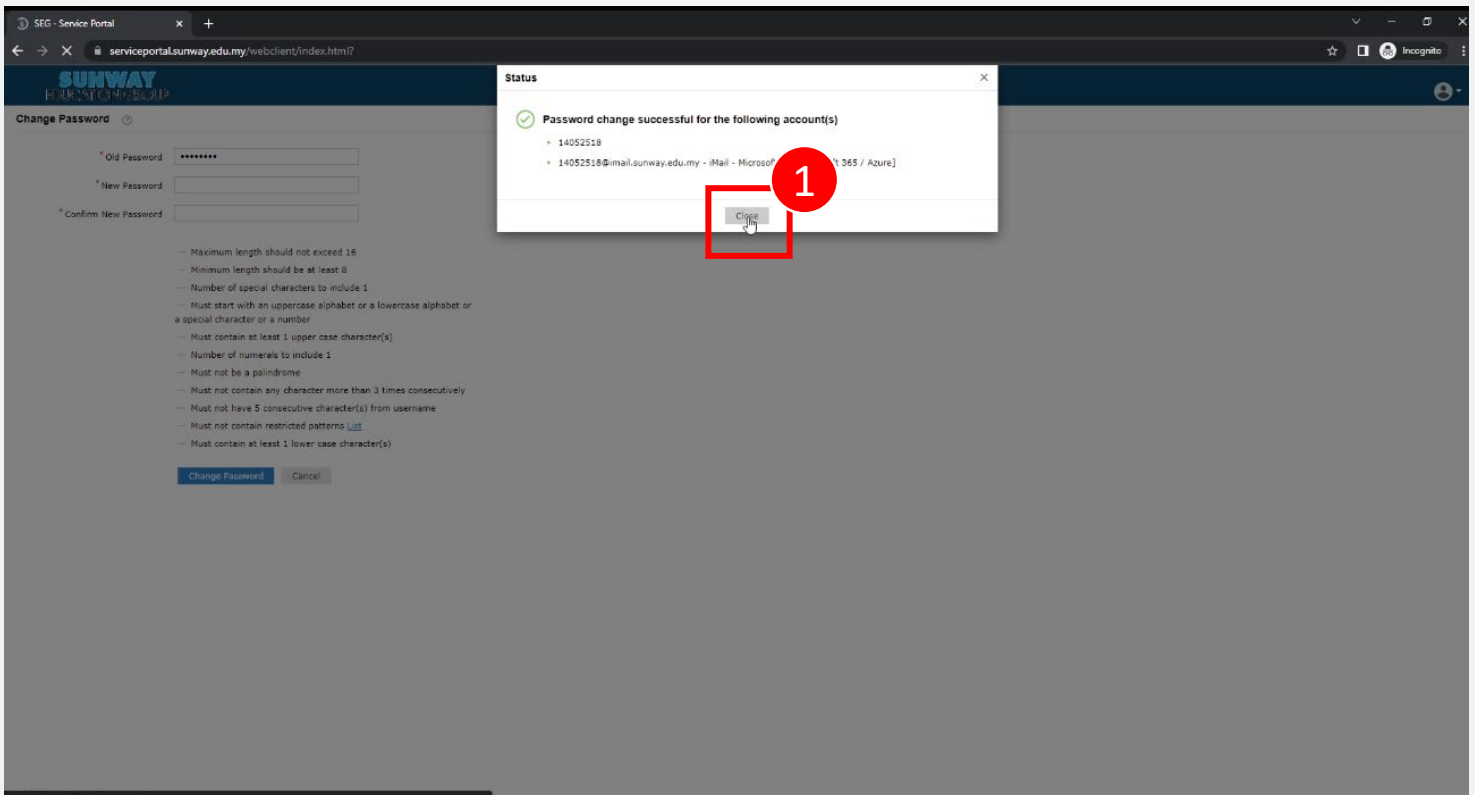 SEG - Service Portal
serviceportal.sunway.edu.my/webclient/index.html?
Incognito
SUNWAY
EDUCATION GROUP
Status
Change Password
Password change successful for the following account(s)
14052518
14052518@imail.sunway.edu.my - iMail - Microsof t 365 / Azure]
1
Close
* Old Password
* New Password
* Confirm New Password
Maximum length should not exceed 16
Minimum length should be at least 8
Number of special characters to include 1
Must start with an uppercase alphabet or a lowercase alphabet or
a special character or a number
Must contain at least 1 upper case character(s)
Number of numerals to include 1
Must not be a palindrome
Must not contain any character more than 3 times consecutively
Must not have 5 consecutive character(s) from username
Must not contain restricted patterns List
Must contain at least 1 lower case character(s)
Change Password Cancel